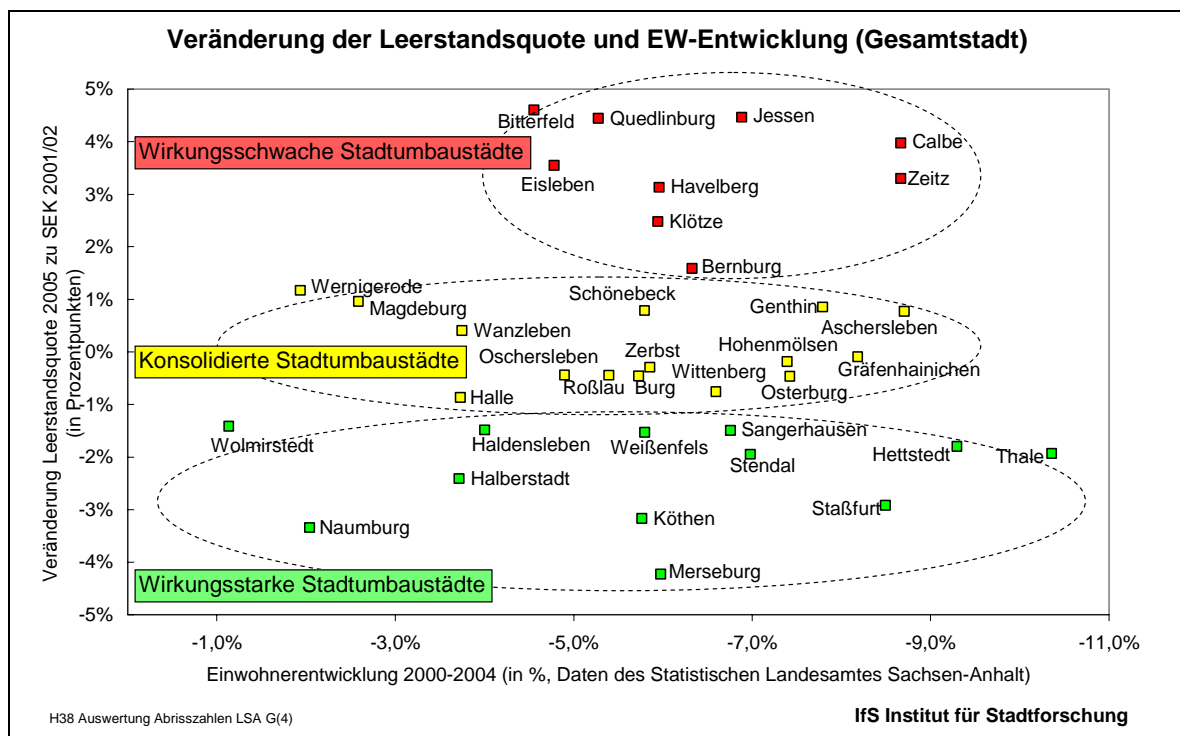 Veränderung der Leerstandsquote und EW-Entwicklung (Gesamtstadt)
Veränderung Leerstandsquote 2005 zu SEK 2001/02
(in Prozentpunkten)
5%
4%
3%
2%
1%
0%
-1%
-2%
-3%
-4%
-5%
Wirkungsschwache Stadtumbaustädte
Bitterfeld
Quedlinburg
Jessen
Calbe
Eisleben
Havelberg
Zeitz
Klötze
Bernburg
Wernigerode
Magdeburg
Schönebeck
Genthin
Aschersleben
Wanzleben
Konsolidierte Stadtumbaustädte
Oschersleben
Zerbst
Hohenmölsen
Roßlau
Burg
Wittenberg
Gräfenhainichen
Osterburg
Halle
Wolmirstedt
Haldensleben
Weißenfels
Sangerhausen
Stendal
Hettstedt
Thale
Halberstadt
Staßfurt
Naumburg
Köthen
Merseburg
Wirkungsstarke Stadtumbaustädte
-1,0%
-3,0%
-5,0%
-7,0%
-9,0%
-11,0%
Einwohnerentwicklung 2000-2004 (in %, Daten des Statistischen Landesamtes Sachsen-Anhalt)
H38 Auswertung Abrisszahlen LSA G(4)
IfS Institut für Stadtforschung